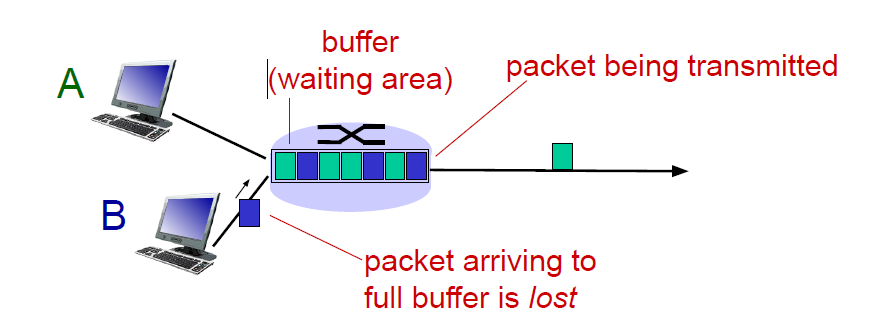 buffer
(waiting area)
packet being transmitted
A
B
packet arriving to
full buffer is lost